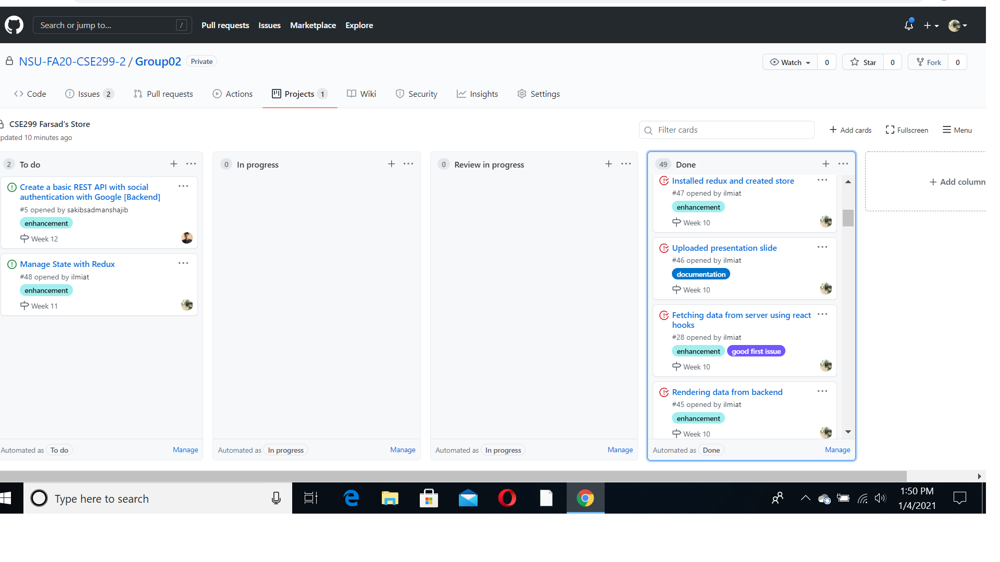 Search or jump to... /
Pull requests Issues Marketplace Explore
NSU-FA20-CSE299-2 / Group02 Private
Watch 0 Star 0 Fork 0
Code Issues 2 Pull requests Actions Projects 1 Wiki Security Insights Settings
CSE299 Farsad's Store
pdated 10 minutes ago
Filter cards
Add cards Fullscreen Menu
2 To do
Create a basic REST API with social
authentication with Google [Backend]
#5 opened by sakibsadmanshajib
enhancement
Week 12
Manage State with Redux
#48 opened by ilmiat
enhancement
Week 11
Automated as To do Manage
0 In progress
Automated as In progress Manage
0 Review in progress
Automated as In progress Manage
49 Done
Installed redux and created store
#47 opened by ilmiat
enhancement
Week 10
Uploaded presentation slide
#46 opened by ilmiat
documentation
Week 10
Fetching data from server using react
hooks
#28 opened by ilmiat
enhancement good first issue
Week 10
Rendering data from backend
#45 opened by ilmiat
enhancement
Week 10
Automated as Done Manage
Add column
Type here to search
1:50 PM
1/4/2021